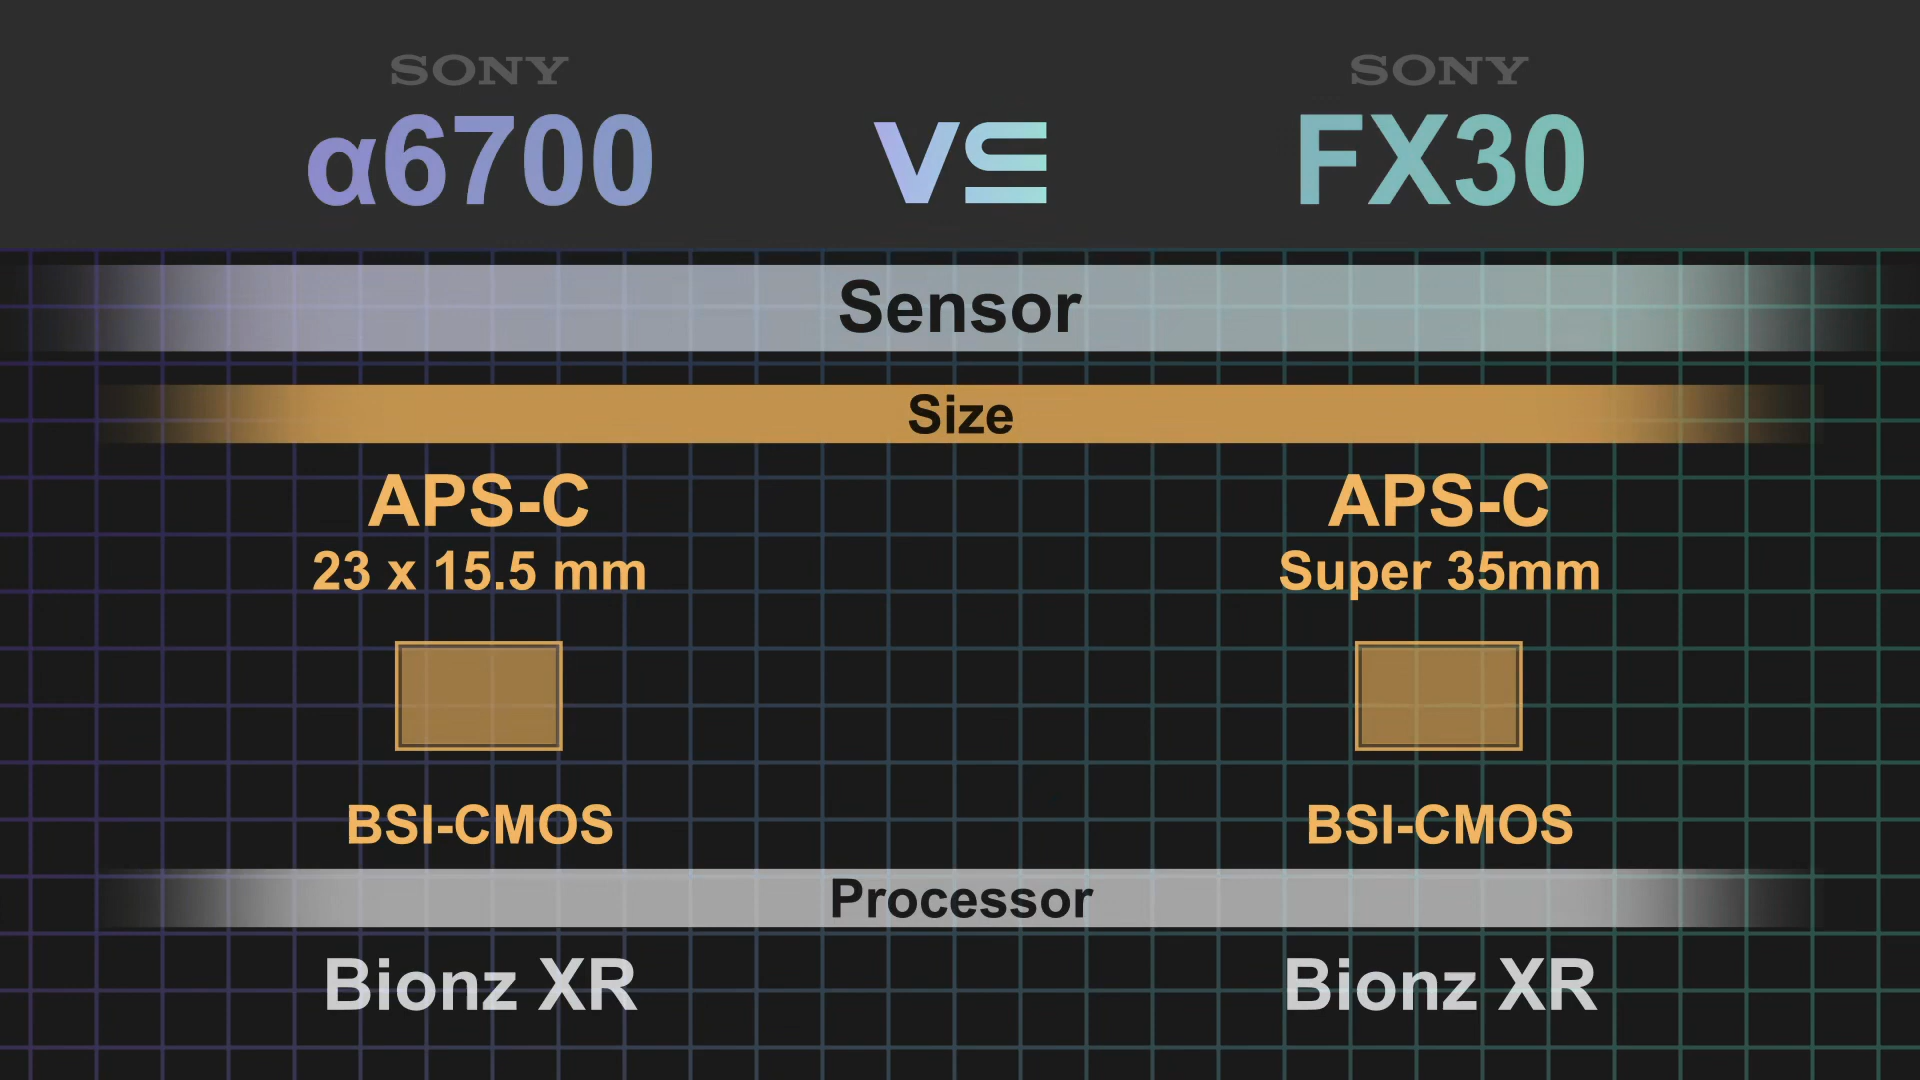 SONY SONY
α6700 VS FX30
Sensor
Size
APS-C APS-C
23 x 15.5 mm Super 35mm
BSI-CMOS BSI-CMOS
Processor
Bionz XR Bionz XR